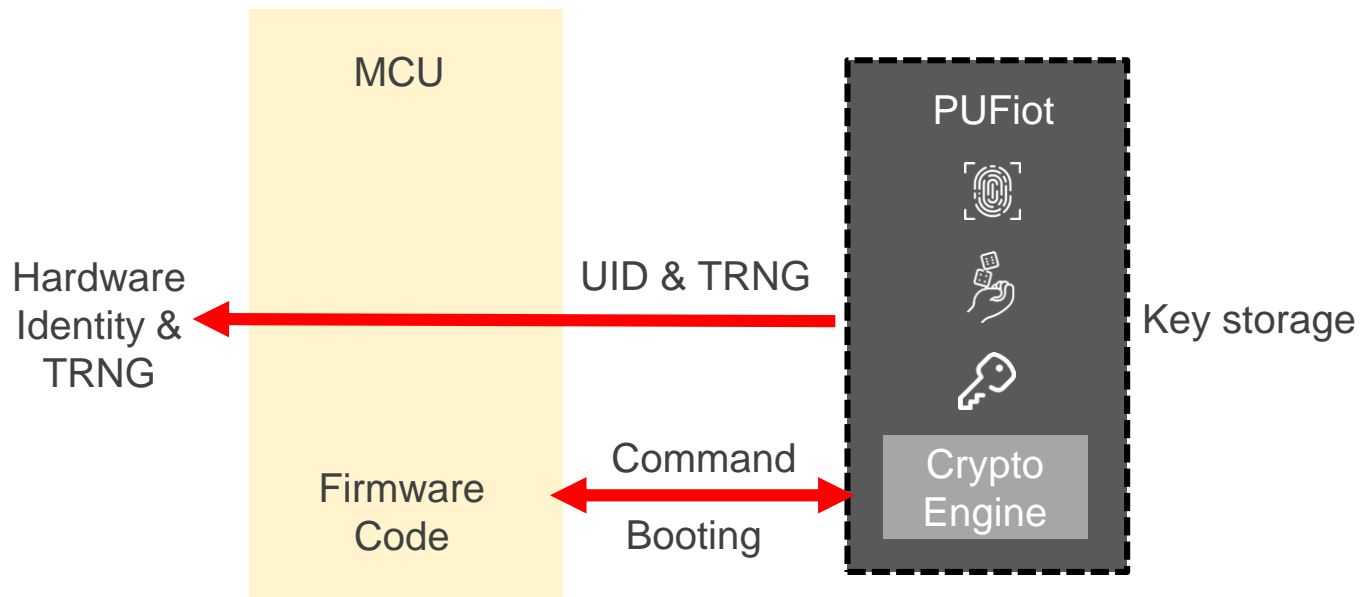 MCU
PUFiot
UID & TRNG
Hardware
Identity &
TRNG
Key storage
Command
Booting
Firmware
Code
Crypto
Engine